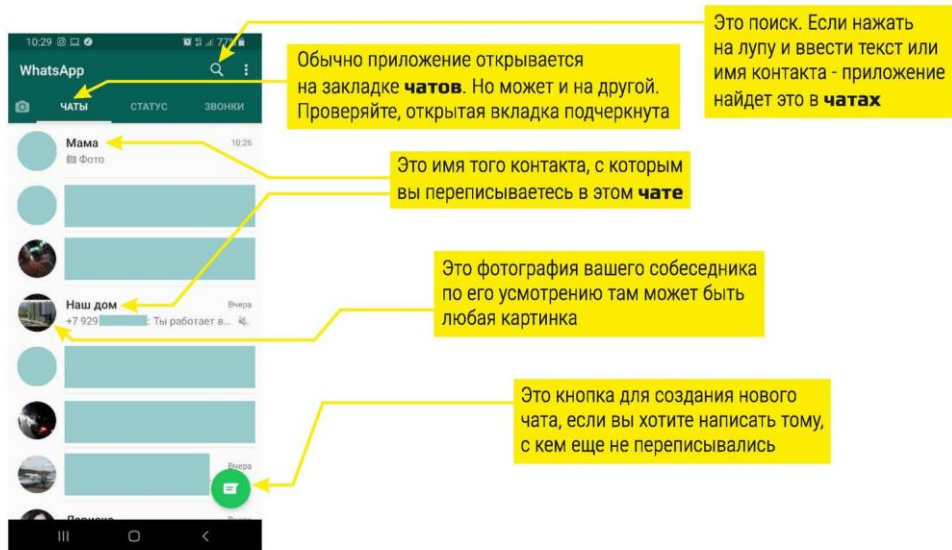 Это поиск. Если нажать
на лупу и ввести текст или
имя контакта - приложение
найдет это в чатах
10:29 77%
WhatsApp
ЧАТЫ СТАТУС ЗВОНКИ
Обычно приложение открывается
на закладке чатов. Но может и на другой.
Проверяйте, открытая вкладка подчеркнута
Мама 10:26
Фото
Это имя того контакта, с которым
вы переписываетесь в этом чате
Это фотография вашего собеседника
по его усмотрению там может быть
любая картинка
Наш дом Вчера
+7 929 : Ты работает в...
Это кнопка для создания нового
чата, если вы хотите написать тому,
с кем еще не переписывались
Вчера